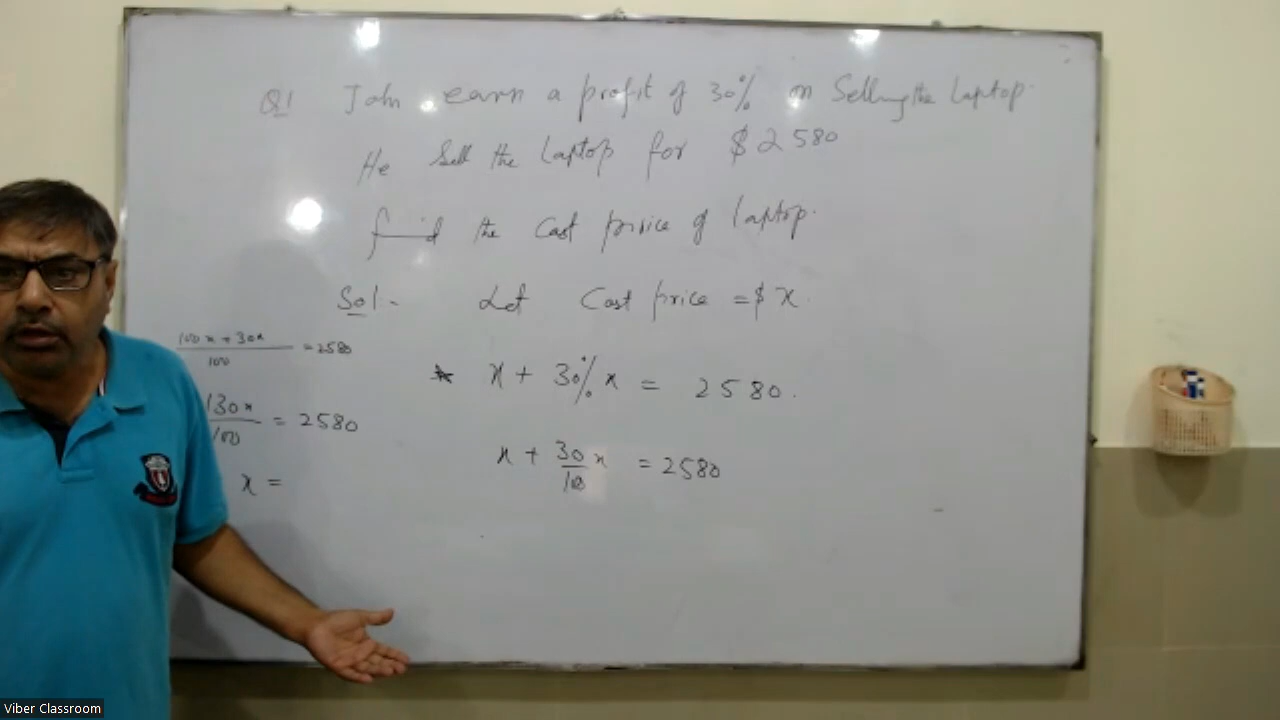 Q1 John earn a profit of 30% on Selling the Laptop.
He Sell the Laptop for $2580
find the Cost price of laptop.
Sol- Let Cost price = $ x.
x + 30% x = 2580.
x + 30/100 x = 2580
100x + 30x / 100 = 2580
130x / 100 = 2580
x =
Viber Classroom